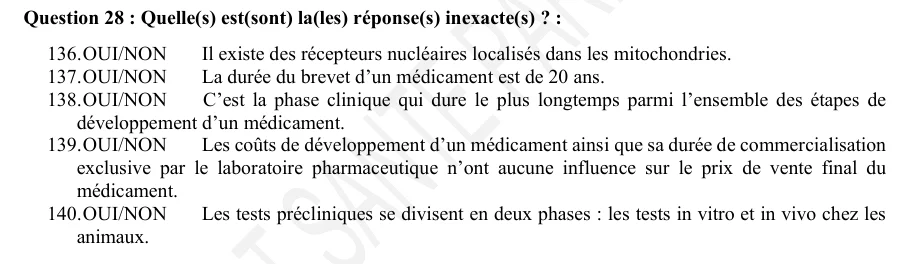 Question 28 : Quelle(s) est(sont) la(les) réponse(s) inexacte(s) ? :
136.OUI/NON Il existe des récepteurs nucléaires localisés dans les mitochondries.
137.OUI/NON La durée du brevet d’un médicament est de 20 ans.
138.OUI/NON C’est la phase clinique qui dure le plus longtemps parmi l’ensemble des étapes de
développement d’un médicament.
139.OUI/NON Les coûts de développement d’un médicament ainsi que sa durée de commercialisation
exclusive par le laboratoire pharmaceutique n’ont aucune influence sur le prix de vente final du
médicament.
140.OUI/NON Les tests précliniques se divisent en deux phases : les tests in vitro et in vivo chez les
animaux.